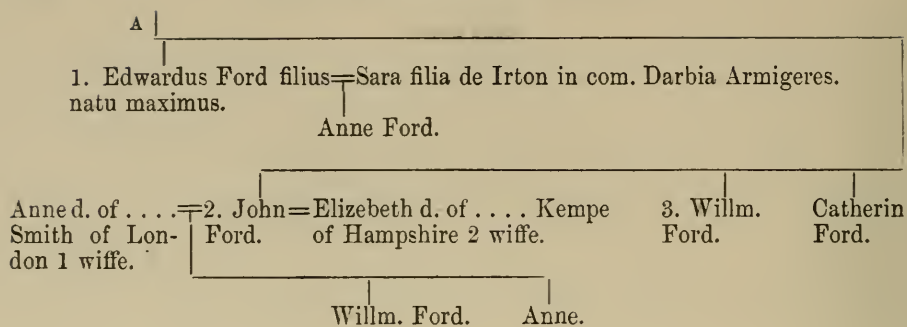 A
1. Edwardus Ford filius=Sara filia de Irton in com. Darbia Armigeres.
natu maximus.
Anne Ford.
Anne d. of . . . .=2. John=Elizebeth d. of . . . . Kempe 3. Willm. Catherin
Smith of Lon- Ford. of Hampshire 2 wiffe. Ford. Ford.
don 1 wiffe.
Willm. Ford. Anne.